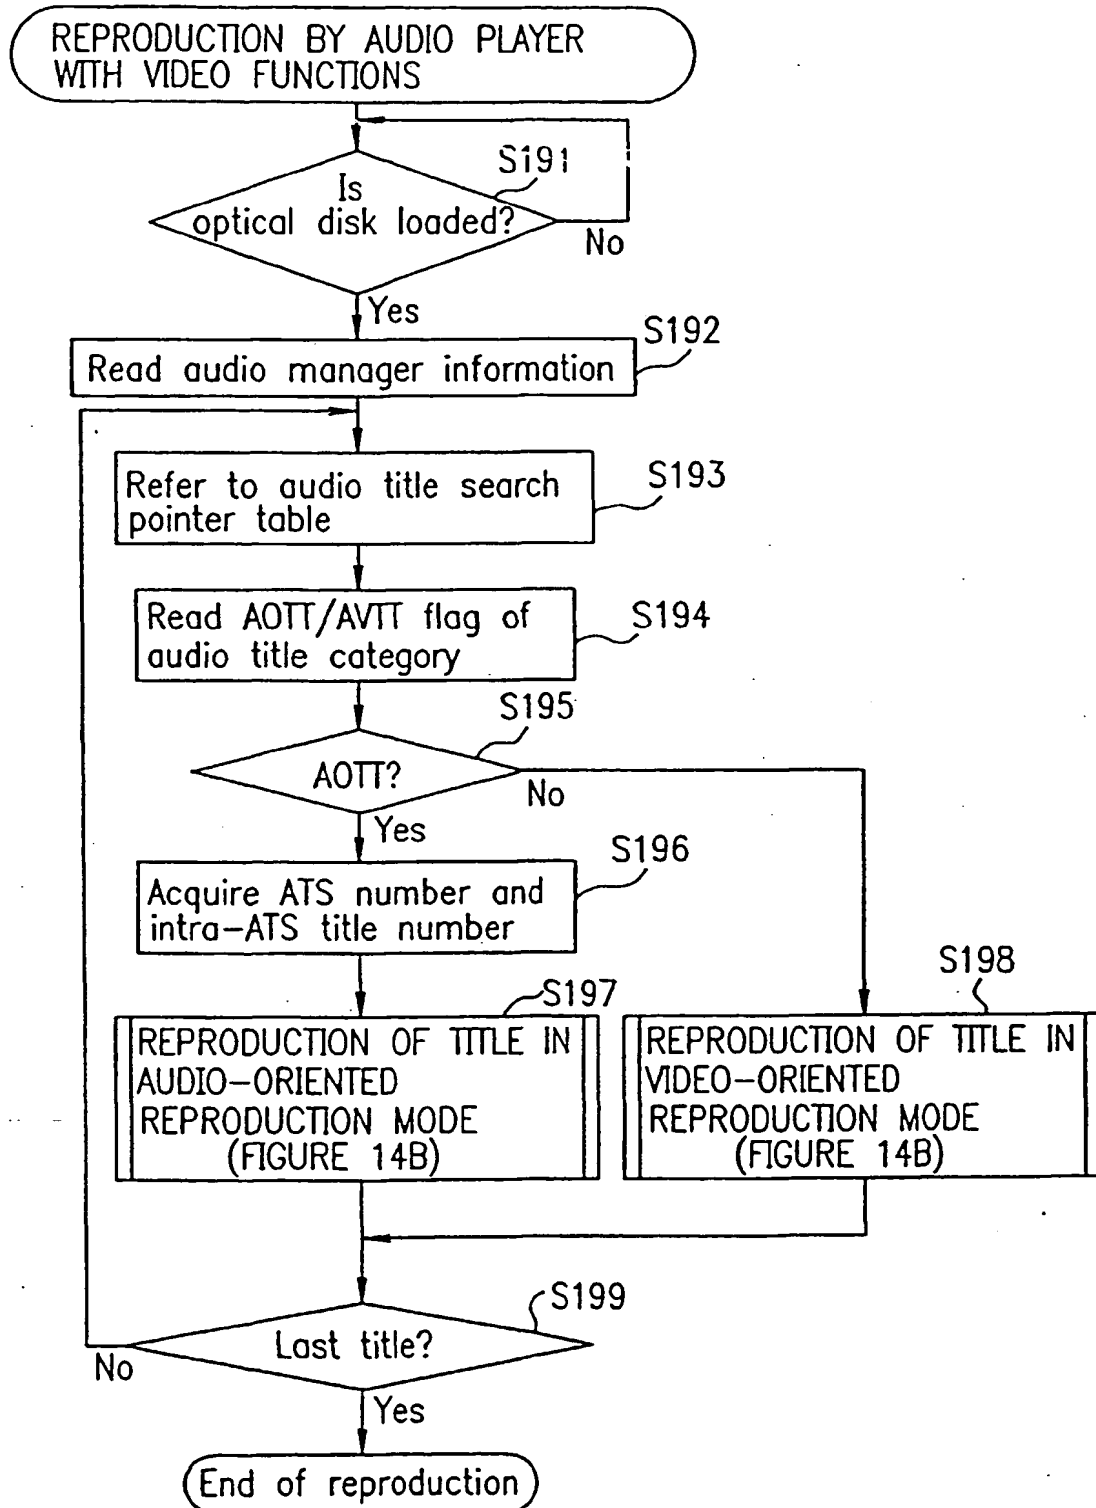 REPRODUCTION BY AUDIO PLAYER
WITH VIDEO FUNCTIONS
S191
Is
optical disk loaded?
No
Yes
S192
Read audio manager information
S193
Refer to audio title search
pointer table
S194
Read AOTT/AVTT flag of
audio title category
S195
AOTT?
No
Yes
S196
Acquire ATS number and
intra-ATS title number
S197
REPRODUCTION OF TITLE IN
AUDIO-ORIENTED
REPRODUCTION MODE
(FIGURE 14B)
S198
REPRODUCTION OF TITLE IN
VIDEO-ORIENTED
REPRODUCTION MODE
(FIGURE 14B)
S199
Last title?
No
Yes
End of reproduction